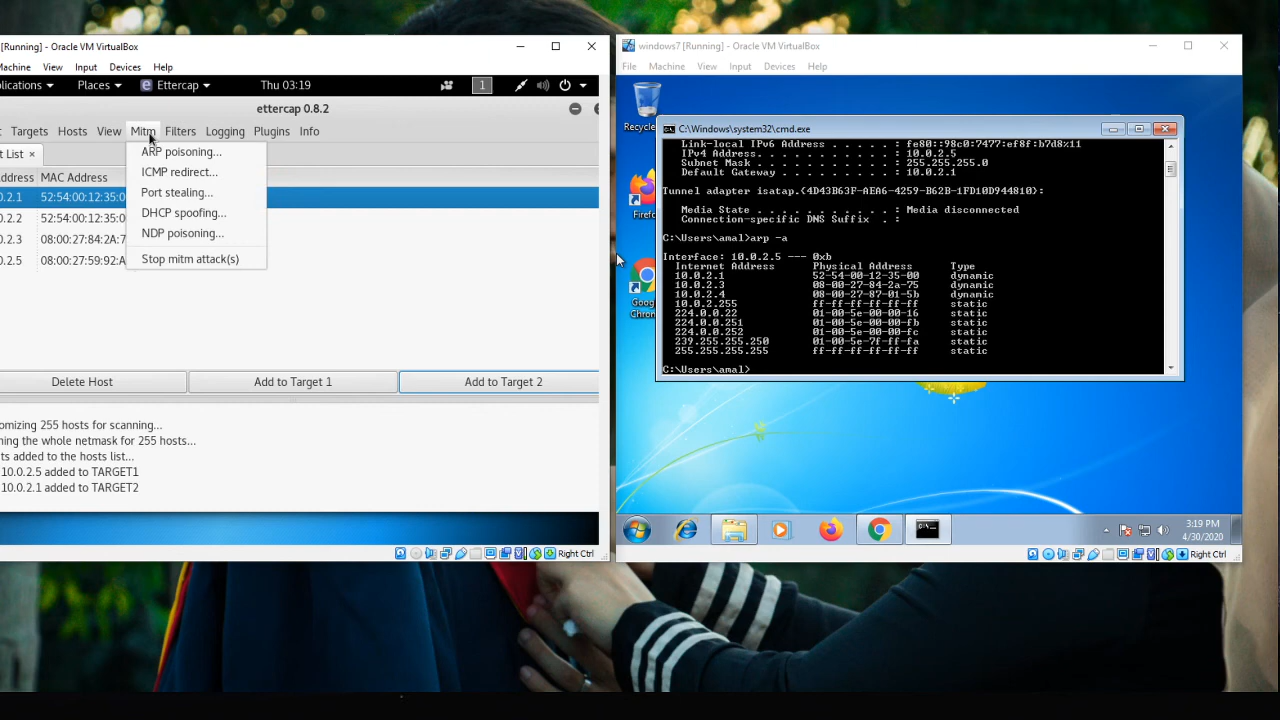 [Running] - Oracle VM VirtualBox
Machine View Input Devices Help
Places Ettercap Thu 03:19 1
ettercap 0.8.2
Targets Hosts View Mitm Filters Logging Plugins Info
List ×
MAC Address
ARP poisoning...
ICMP redirect...
Port stealing...
DHCP spoofing...
NDP poisoning...
Stop mitm attack(s)
0.2.1 52:54:00:12:35:0
0.2.2 52:54:00:12:35:0
0.2.3 08:00:27:84:2A:7
0.2.5 08:00:27:59:92:A
Delete Host Add to Target 1 Add to Target 2
omizing 255 hosts for scanning...
ning the whole netmask for 255 hosts...
ts added to the hosts list...
10.0.2.5 added to TARGET1
10.0.2.1 added to TARGET2
Right Ctrl
windows7 [Running] - Oracle VM VirtualBox
File Machine View Input Devices Help
Recycle
Firefo
Goog
Chron
C:\Windows\system32\cmd.exe
Link-local IPv6 Address . . . . . : fe80::98c0:7477:ef8f:b7d8%11
IPv4 Address. . . . . . . . . . . : 10.0.2.5
Subnet Mask . . . . . . . . . . . : 255.255.255.0
Default Gateway . . . . . . . . . : 10.0.2.1
Tunnel adapter isatap.{4D43B63F-AEA6-4259-B62B-1FD10D944810}:
Media State . . . . . . . . . . . : Media disconnected
Connection-specific DNS Suffix  . :
C:\Users\amal>arp -a
Interface: 10.0.2.5 --- 0xb
Internet Address Physical Address Type
10.0.2.1 52-54-00-12-35-00 dynamic
10.0.2.3 08-00-27-84-2a-75 dynamic
10.0.2.4 08-00-27-87-01-5b dynamic
10.0.2.255 ff-ff-ff-ff-ff-ff static
224.0.0.22 01-00-5e-00-00-16 static
224.0.0.251 01-00-5e-00-00-fb static
224.0.0.252 01-00-5e-00-00-fc static
239.255.255.250 01-00-5e-7f-ff-fa static
255.255.255.255 ff-ff-ff-ff-ff-ff static
C:\Users\amal>
3:19 PM
4/30/2020
Right Ctrl